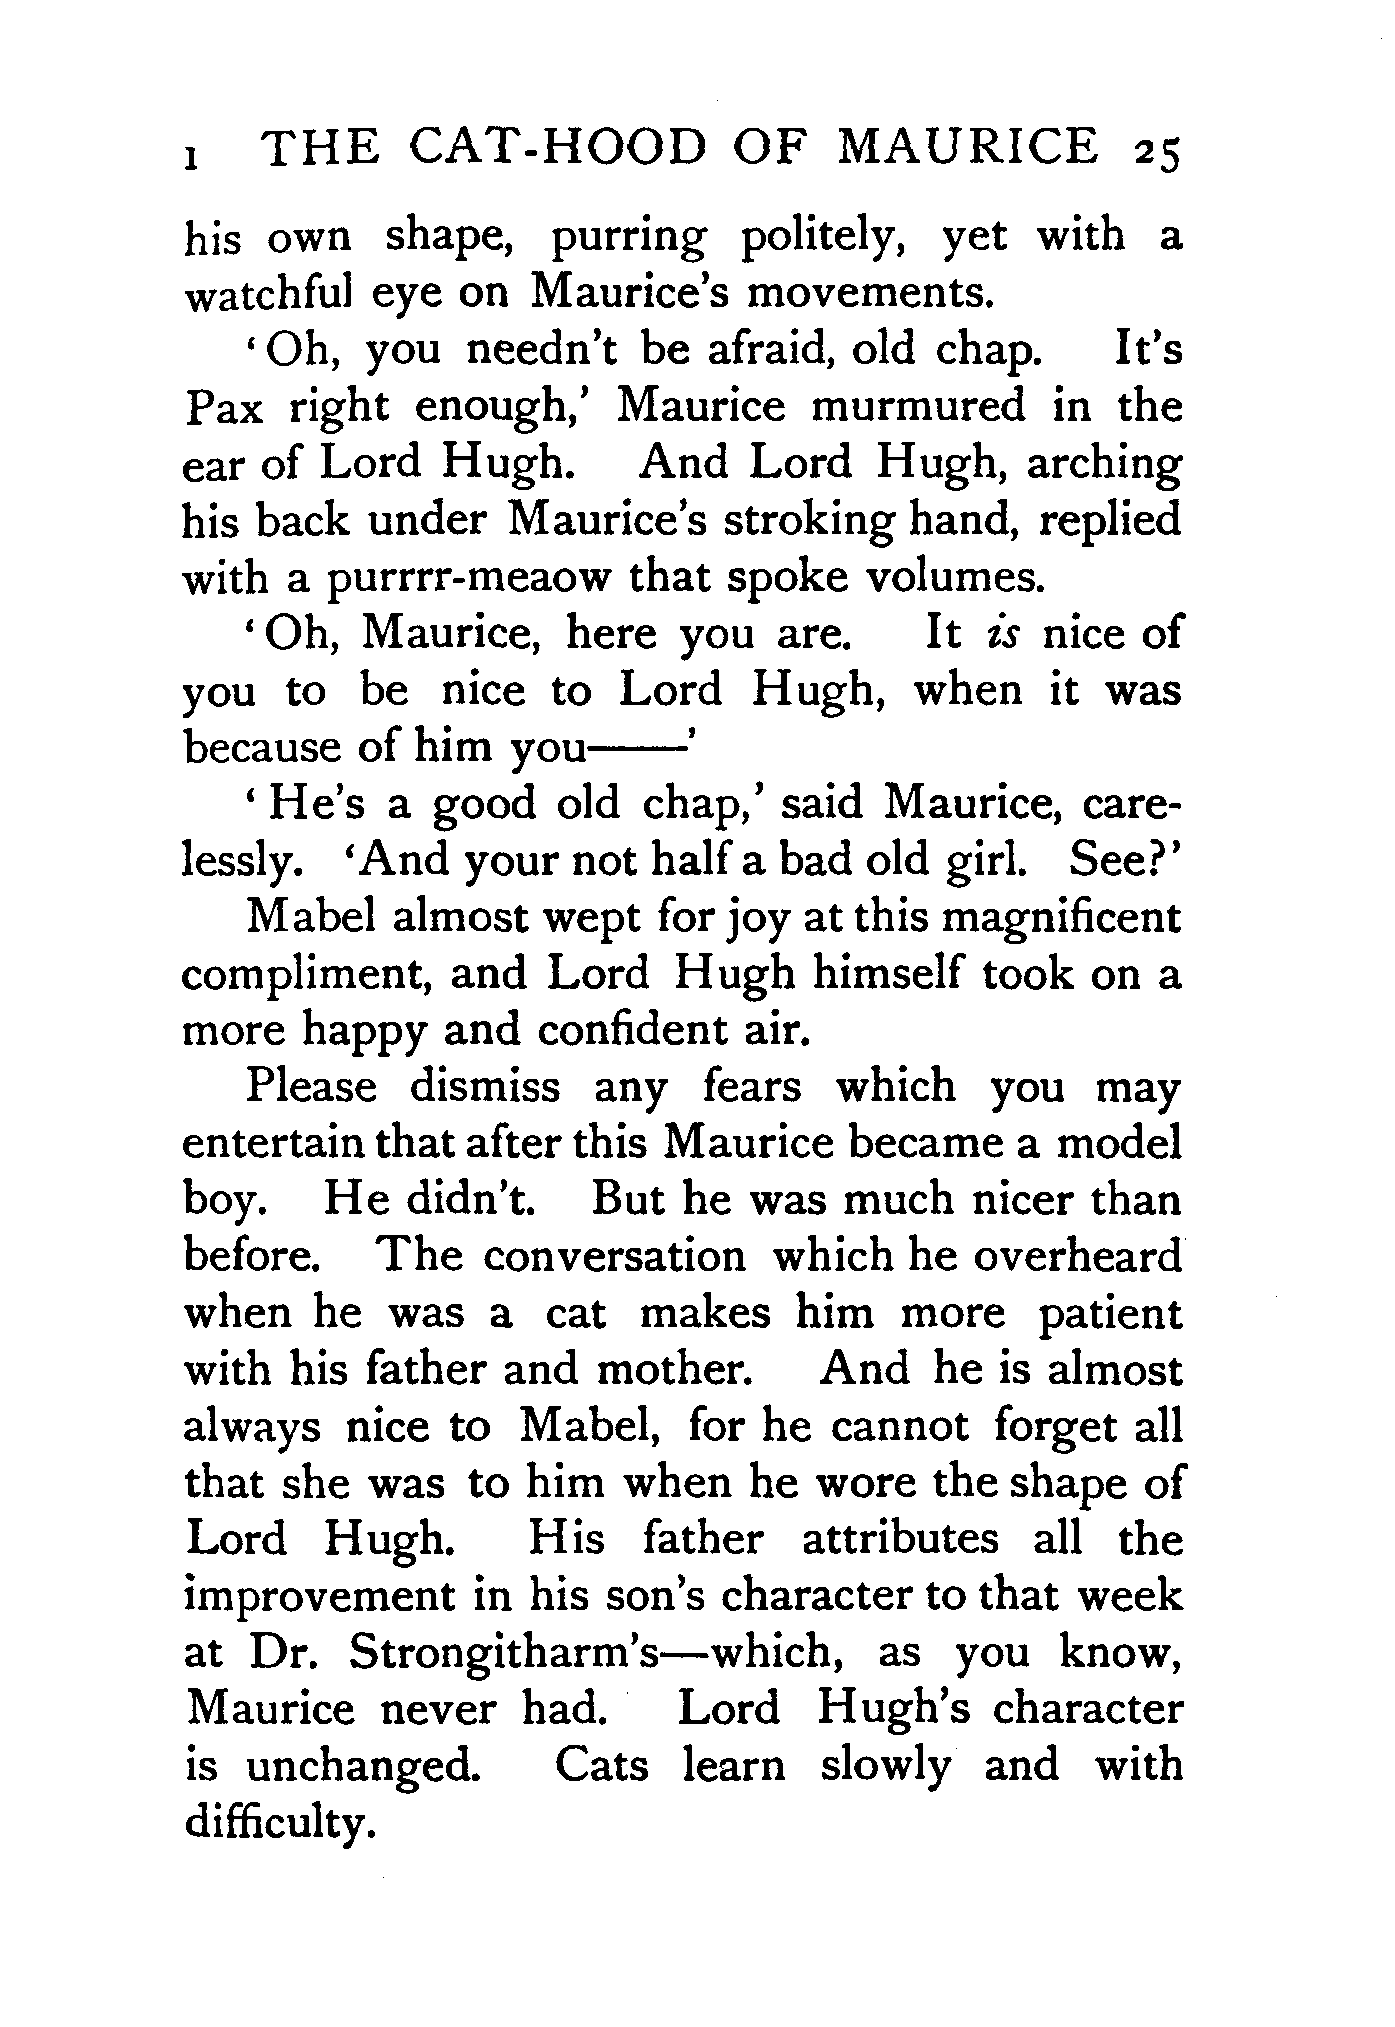 I THE CAT-HOOD OF MAURICE 25
his own shape, purring politely, yet with a
watchful eye on Maurice's movements.
‘Oh, you needn't be afraid, old chap. It's
Pax right enough,’ Maurice murmured in the
ear of Lord Hugh. And Lord Hugh, arching
his back under Maurice's stroking hand, replied
with a purrrr-meaow that spoke volumes.
‘Oh, Maurice, here you are. It is nice of
you to be nice to Lord Hugh, when it was
because of him you——’
‘He's a good old chap,’ said Maurice, care-
lessly. ‘And your not half a bad old girl. See?’
Mabel almost wept for joy at this magnificent
compliment, and Lord Hugh himself took on a
more happy and confident air.
Please dismiss any fears which you may
entertain that after this Maurice became a model
boy. He didn't. But he was much nicer than
before. The conversation which he overheard
when he was a cat makes him more patient
with his father and mother. And he is almost
always nice to Mabel, for he cannot forget all
that she was to him when he wore the shape of
Lord Hugh. His father attributes all the
improvement in his son's character to that week
at Dr. Strongitharm's—which, as you know,
Maurice never had. Lord Hugh's character
is unchanged. Cats learn slowly and with
difficulty.